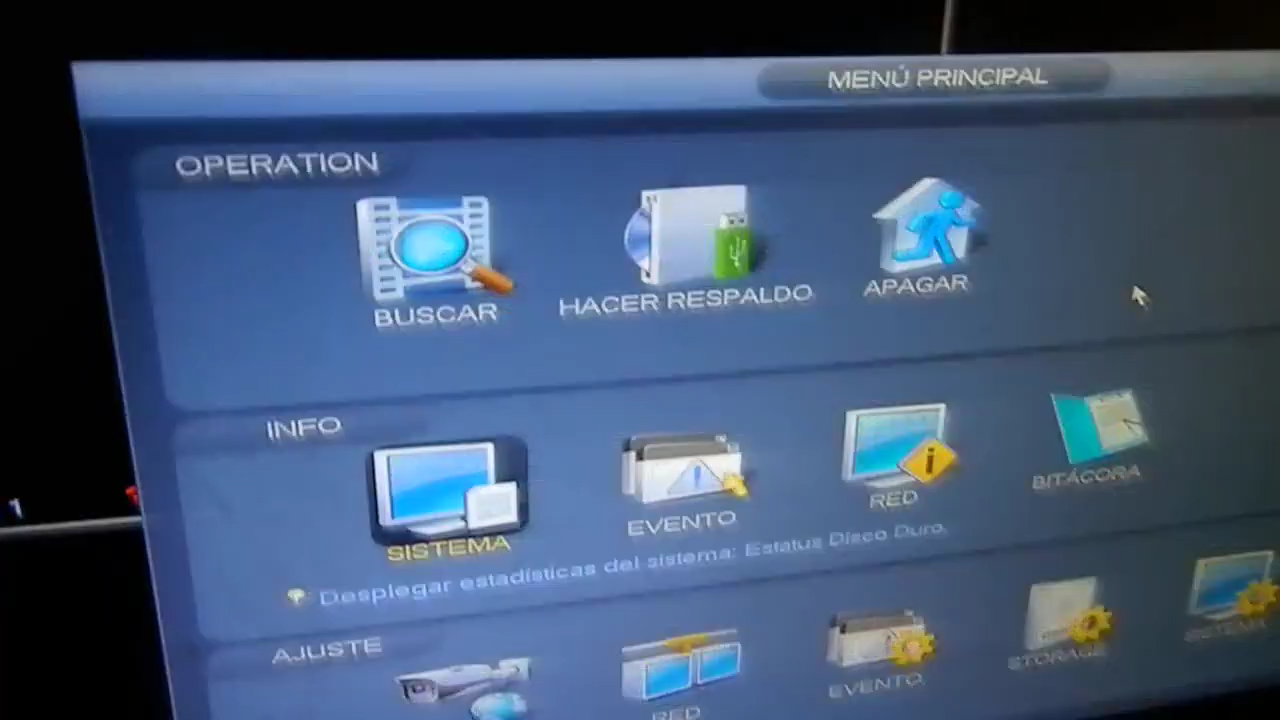 MENÚ PRINCIPAL
OPERATION
BUSCAR
HACER RESPALDO
APAGAR
INFO
SISTEMA
EVENTO
RED
BITÁCORA
Desplegar estadísticas del sistema: Estatus Disco Duro.
AJUSTE
RED
EVENTO
STORAGE
SISTEMA